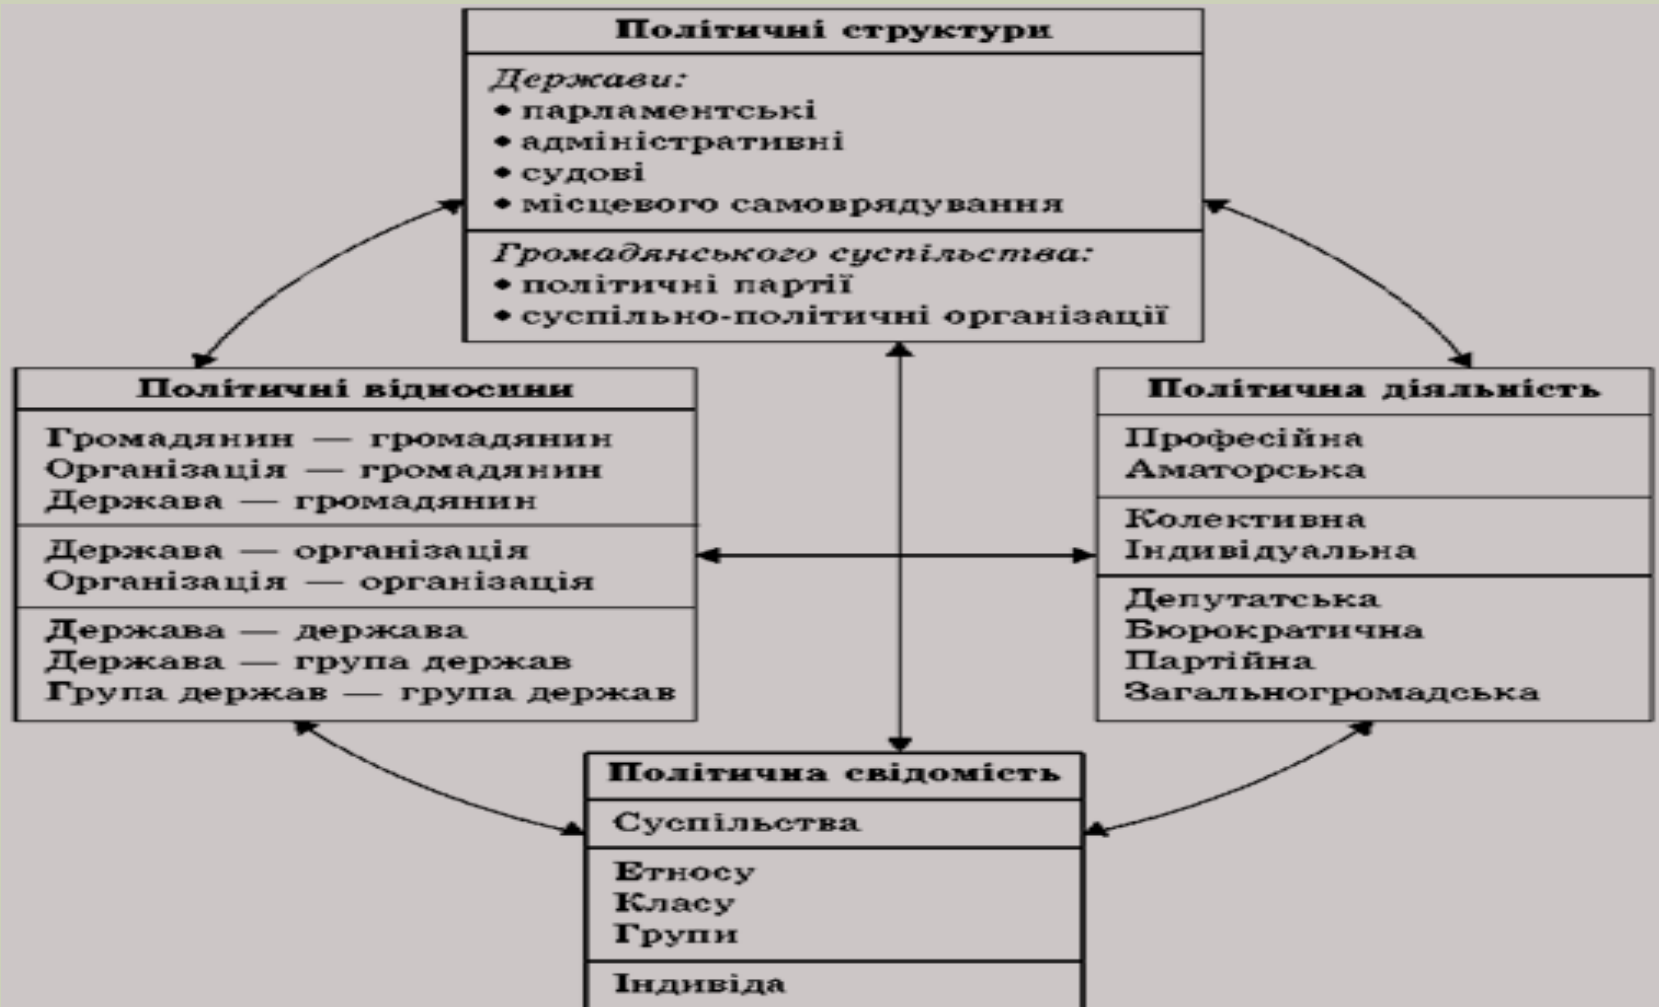 Політичні структури
Держави:
• парламентські
• адміністративні
• судові
• місцевого самоврядування
Громадянського суспільства:
• політичні партії
• суспільно-політичні організації
Політичні відносини
Громадянин — громадянин
Організація — громадянин
Держава — громадянин
Держава — організація
Організація — організація
Держава — держава
Держава — група держав
Група держав — група держав
Політична діяльність
Професійна
Аматорська
Колективна
Індивідуальна
Депутатська
Бюрократична
Партійна
Загальногромадська
Політична свідомість
Суспільства
Етносу
Класу
Групи
Індивіда